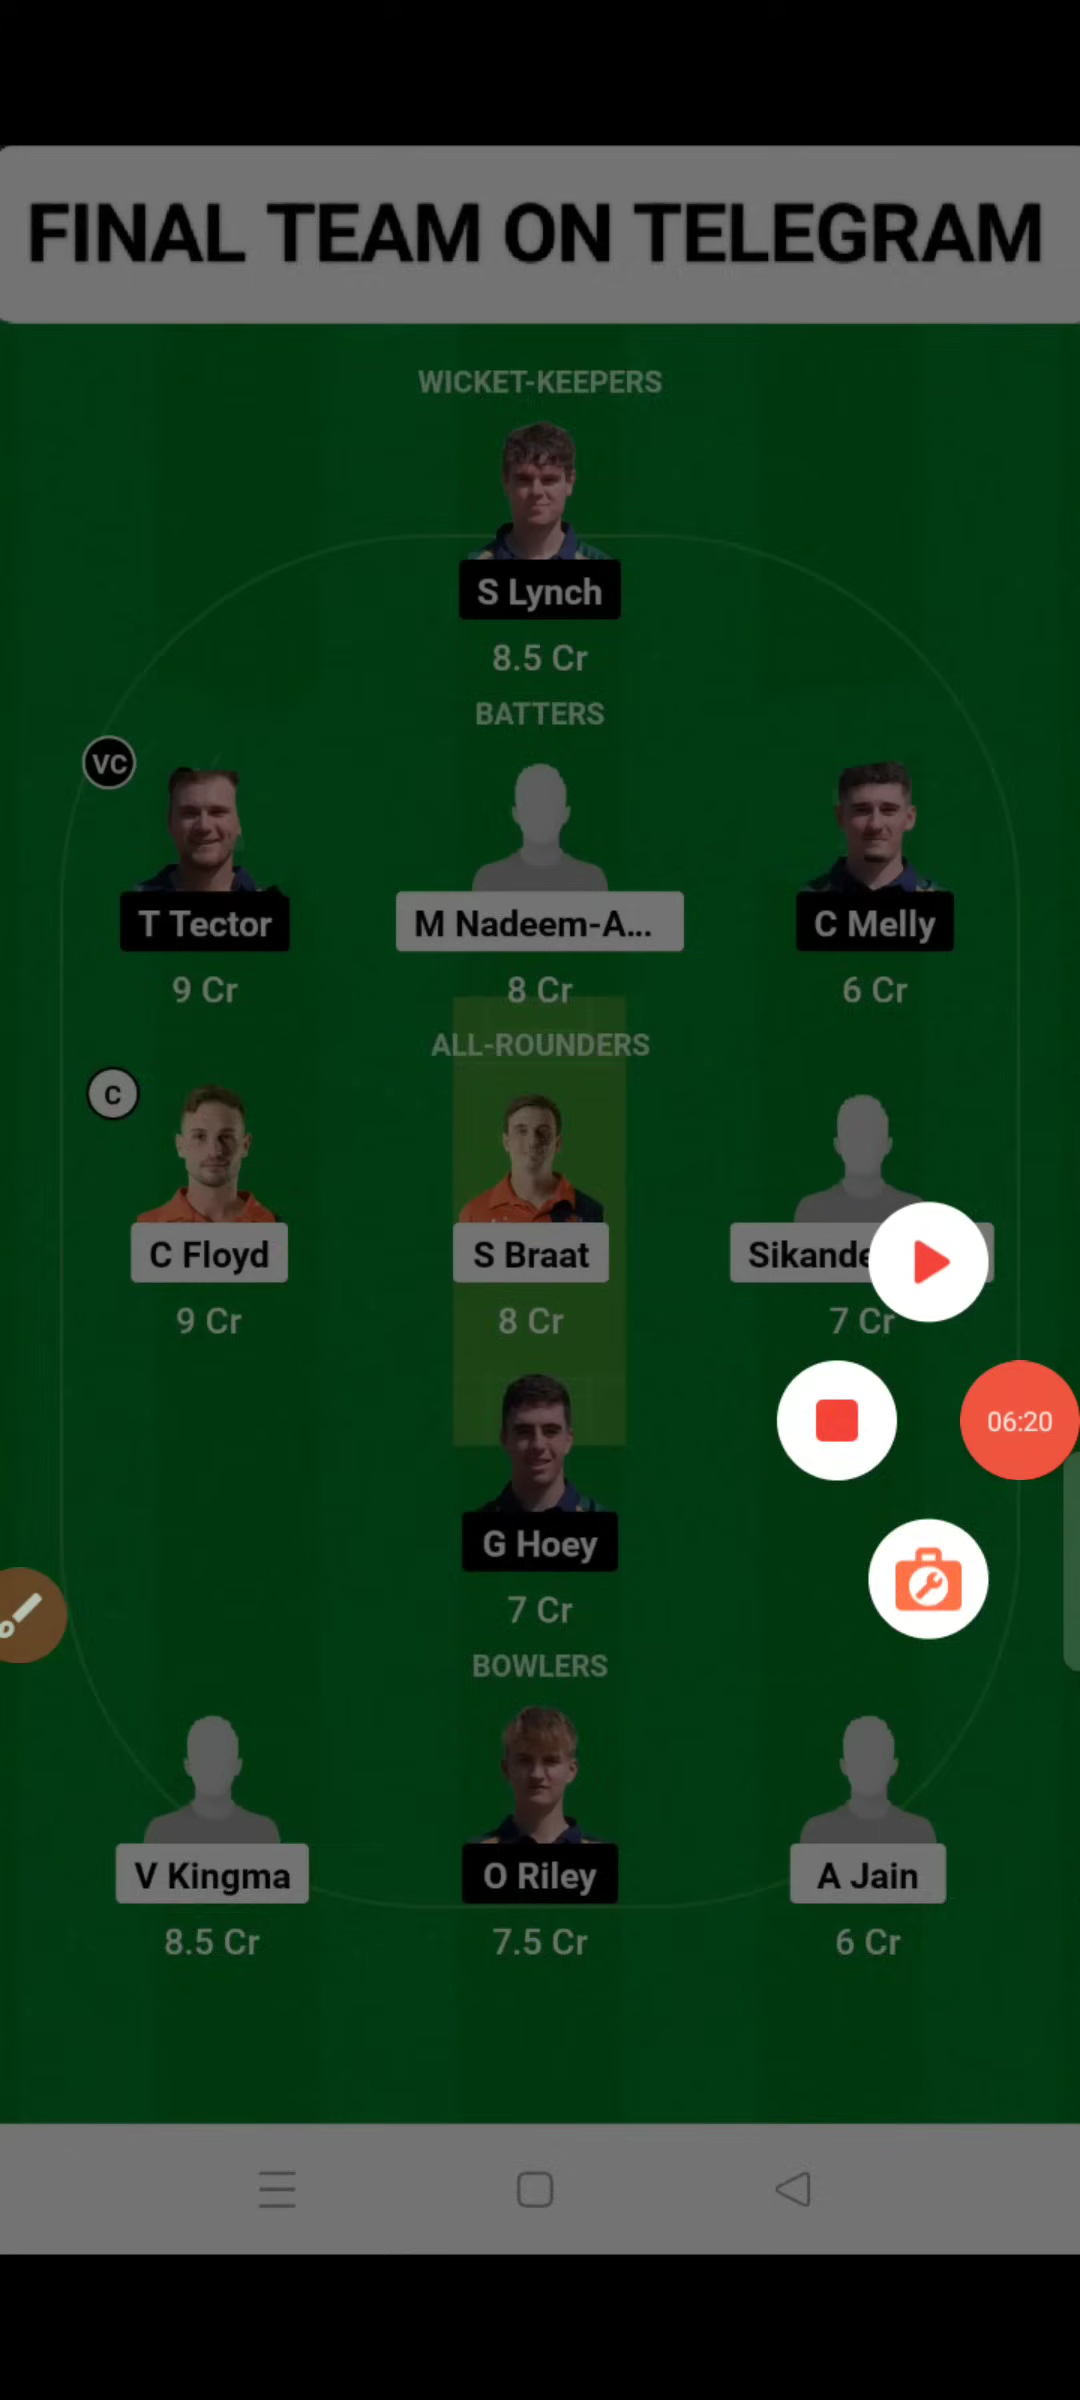 FINAL TEAM ON TELEGRAM
WICKET-KEEPERS
S Lynch
8.5 Cr
BATTERS
VC
T Tector
M Nadeem-A...
C Melly
9 Cr
8 Cr
6 Cr
ALL-ROUNDERS
C
C Floyd
S Braat
9 Cr
8 Cr
7 Cr
06:20
G Hoey
7 Cr
BOWLERS
V Kingma
O Riley
A Jain
8.5 Cr
7.5 Cr
6 Cr